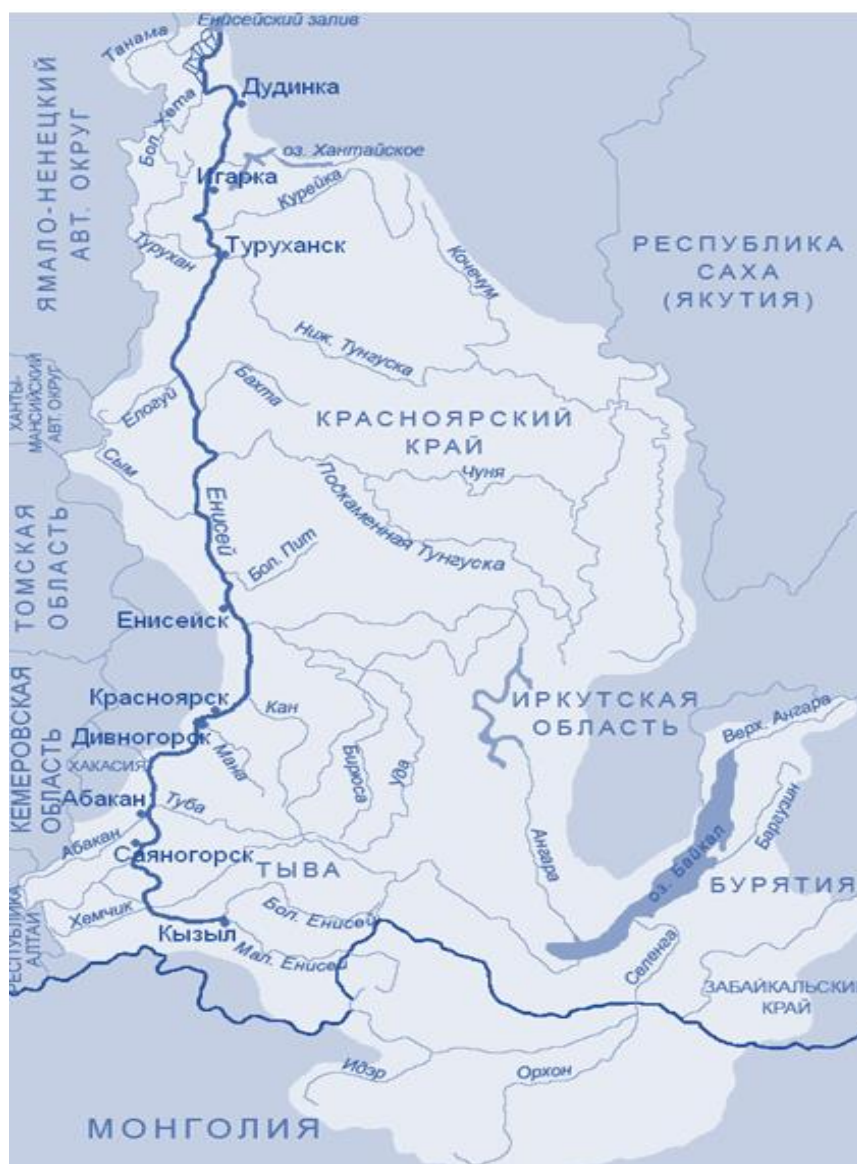 Енисейский залив
Танама
Дудинка
Бол. Хета
ЯМАЛО-НЕНЕЦКИЙ
АВТ. ОКРУГ
оз. Хантайское
Игарка
Курейка
Турухан
Туруханск
Кочечум
РЕСПУБЛИКА
САХА
(ЯКУТИЯ)
Ниж. Тунгуска
ХАНТЫ-
МАНСИЙСКИЙ
АВТ. ОКРУГ
Елогуй
Бахта
КРАСНОЯРСКИЙ
КРАЙ
Сым
Чуня
Подкаменная Тунгуска
Енисей
ТОМСКАЯ
ОБЛАСТЬ
Бол. Пит
Енисейск
КЕМЕРОВСКАЯ
ОБЛАСТЬ
Красноярск
Кан
ИРКУТСКАЯ
ОБЛАСТЬ
Дивногорск
Мана
Верх. Ангара
ХАКАСИЯ
Бирюса
Уда
Абакан
Туба
Баргузин
Ангара
оз. Байкал
Абакан
Саяногорск
ТЫВА
БУРЯТИЯ
РЕСПУБЛИКА
АЛТАЙ
Хемчик
Бол. Енисей
Кызыл
Мал. Енисей
Селенга
ЗАБАЙКАЛЬСКИЙ
КРАЙ
Идэр
Орхон
МОНГОЛИЯ